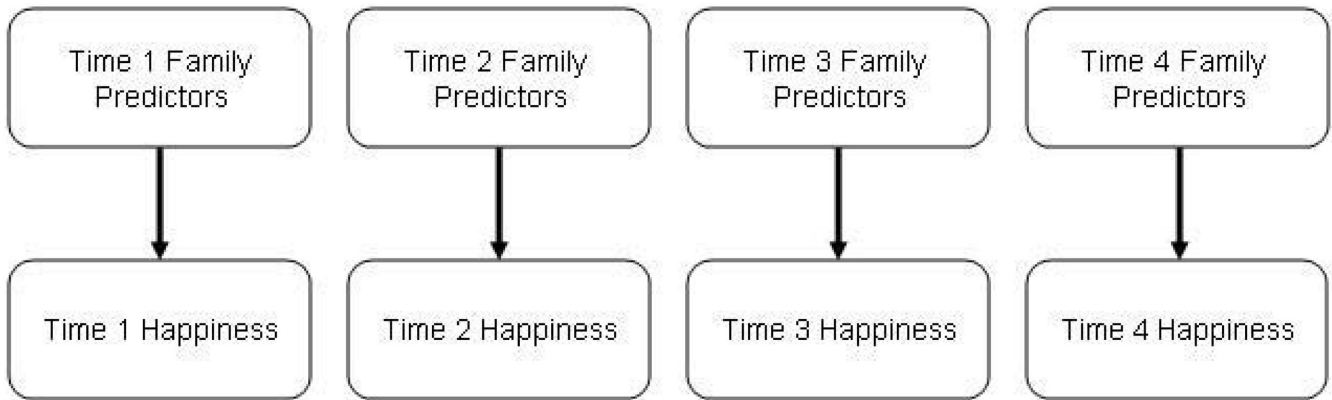 Time 1 Family
Predictors
Time 2 Family
Predictors
Time 3 Family
Predictors
Time 4 Family
Predictors
Time 1 Happiness
Time 2 Happiness
Time 3 Happiness
Time 4 Happiness